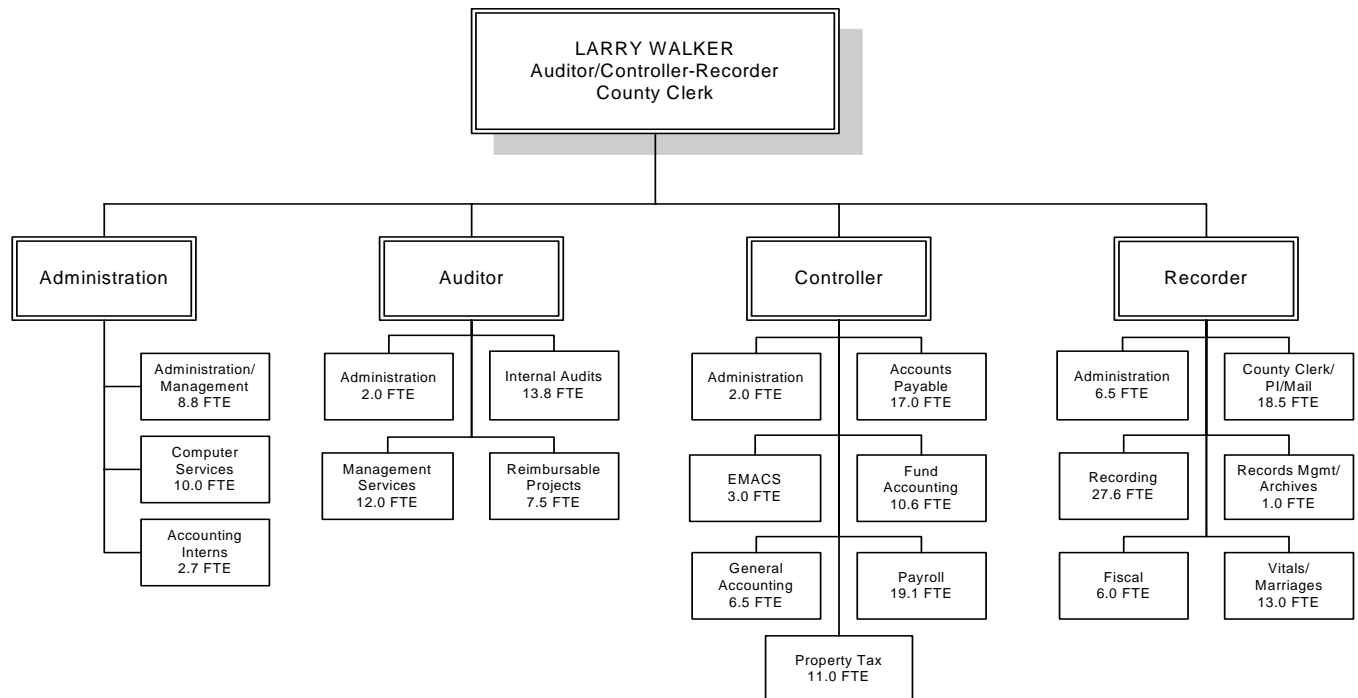 LARRY WALKER
Auditor/Controller-Recorder
County Clerk
Administration
Auditor
Controller
Recorder
Administration/
Management
8.8 FTE
Computer
Services
10.0 FTE
Accounting
Interns
2.7 FTE
Administration
2.0 FTE
Internal Audits
13.8 FTE
Management
Services
12.0 FTE
Reimbursable
Projects
7.5 FTE
Administration
2.0 FTE
Accounts
Payable
17.0 FTE
EMACS
3.0 FTE
Fund
Accounting
10.6 FTE
General
Accounting
6.5 FTE
Payroll
19.1 FTE
Property Tax
11.0 FTE
Administration
6.5 FTE
County Clerk/
PI/Mail
18.5 FTE
Recording
27.6 FTE
Records Mgmt/
Archives
1.0 FTE
Fiscal
6.0 FTE
Vitals/
Marriages
13.0 FTE